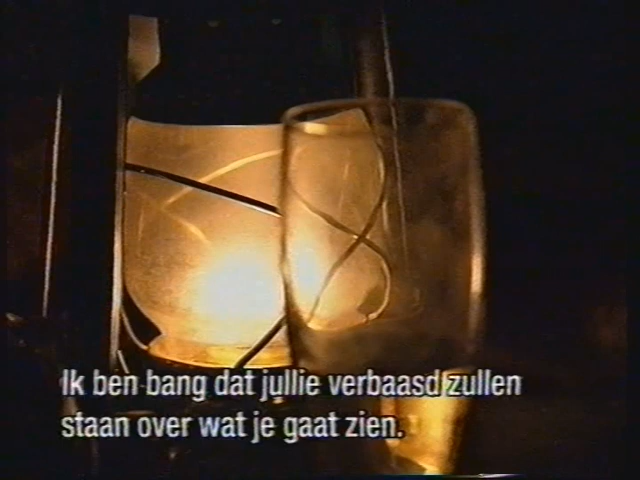 Ik ben bang dat jullie verbaasd zullen
staan over wat je gaat zien.